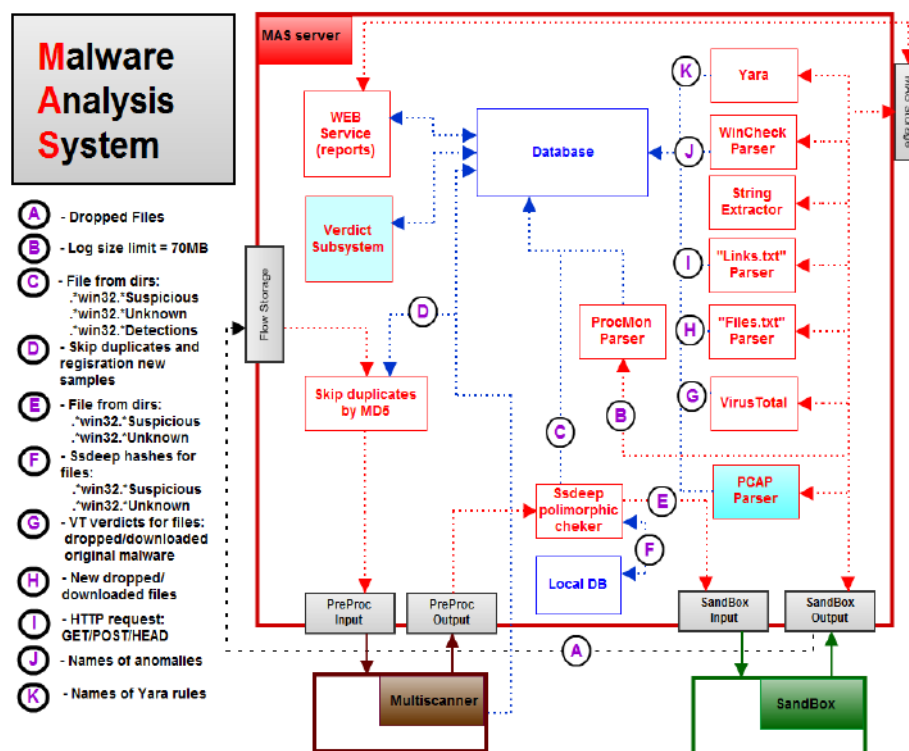 Malware
Analysis
System
A - Dropped Files
B - Log size limit = 70MB
C - File from dirs:
.*win32.*Suspicious
.*win32.*Unknown
.*win32.*Detections
D - Skip duplicates and
regisration new
samples
E - File from dirs:
.*win32.*Suspicious
.*win32.*Unknown
F - Ssdeep hashes for
files:
.*win32.*Suspicious
.*win32.*Unknown
G - VT verdicts for files:
dropped/downloaded
original malware
H - New dropped/
downloaded files
I - HTTP request:
GET/POST/HEAD
J - Names of anomalies
K - Names of Yara rules
MAS server
WEB
Service
(reports)
Verdict
Subsystem
Database
Flow Storage
Skip duplicates
by MD5
D
C
ProcMon
Parser
B
K
Yara
J
WinCheck
Parser
String
Extractor
I
"Links.txt"
Parser
H
"Files.txt"
Parser
G
VirusTotal
PCAP
Parser
MAS storage
Ssdeep
polimorphic
cheker
E
F
Local DB
PreProc
Input
PreProc
Output
SandBox
Input
SandBox
Output
A
Multiscanner
SandBox